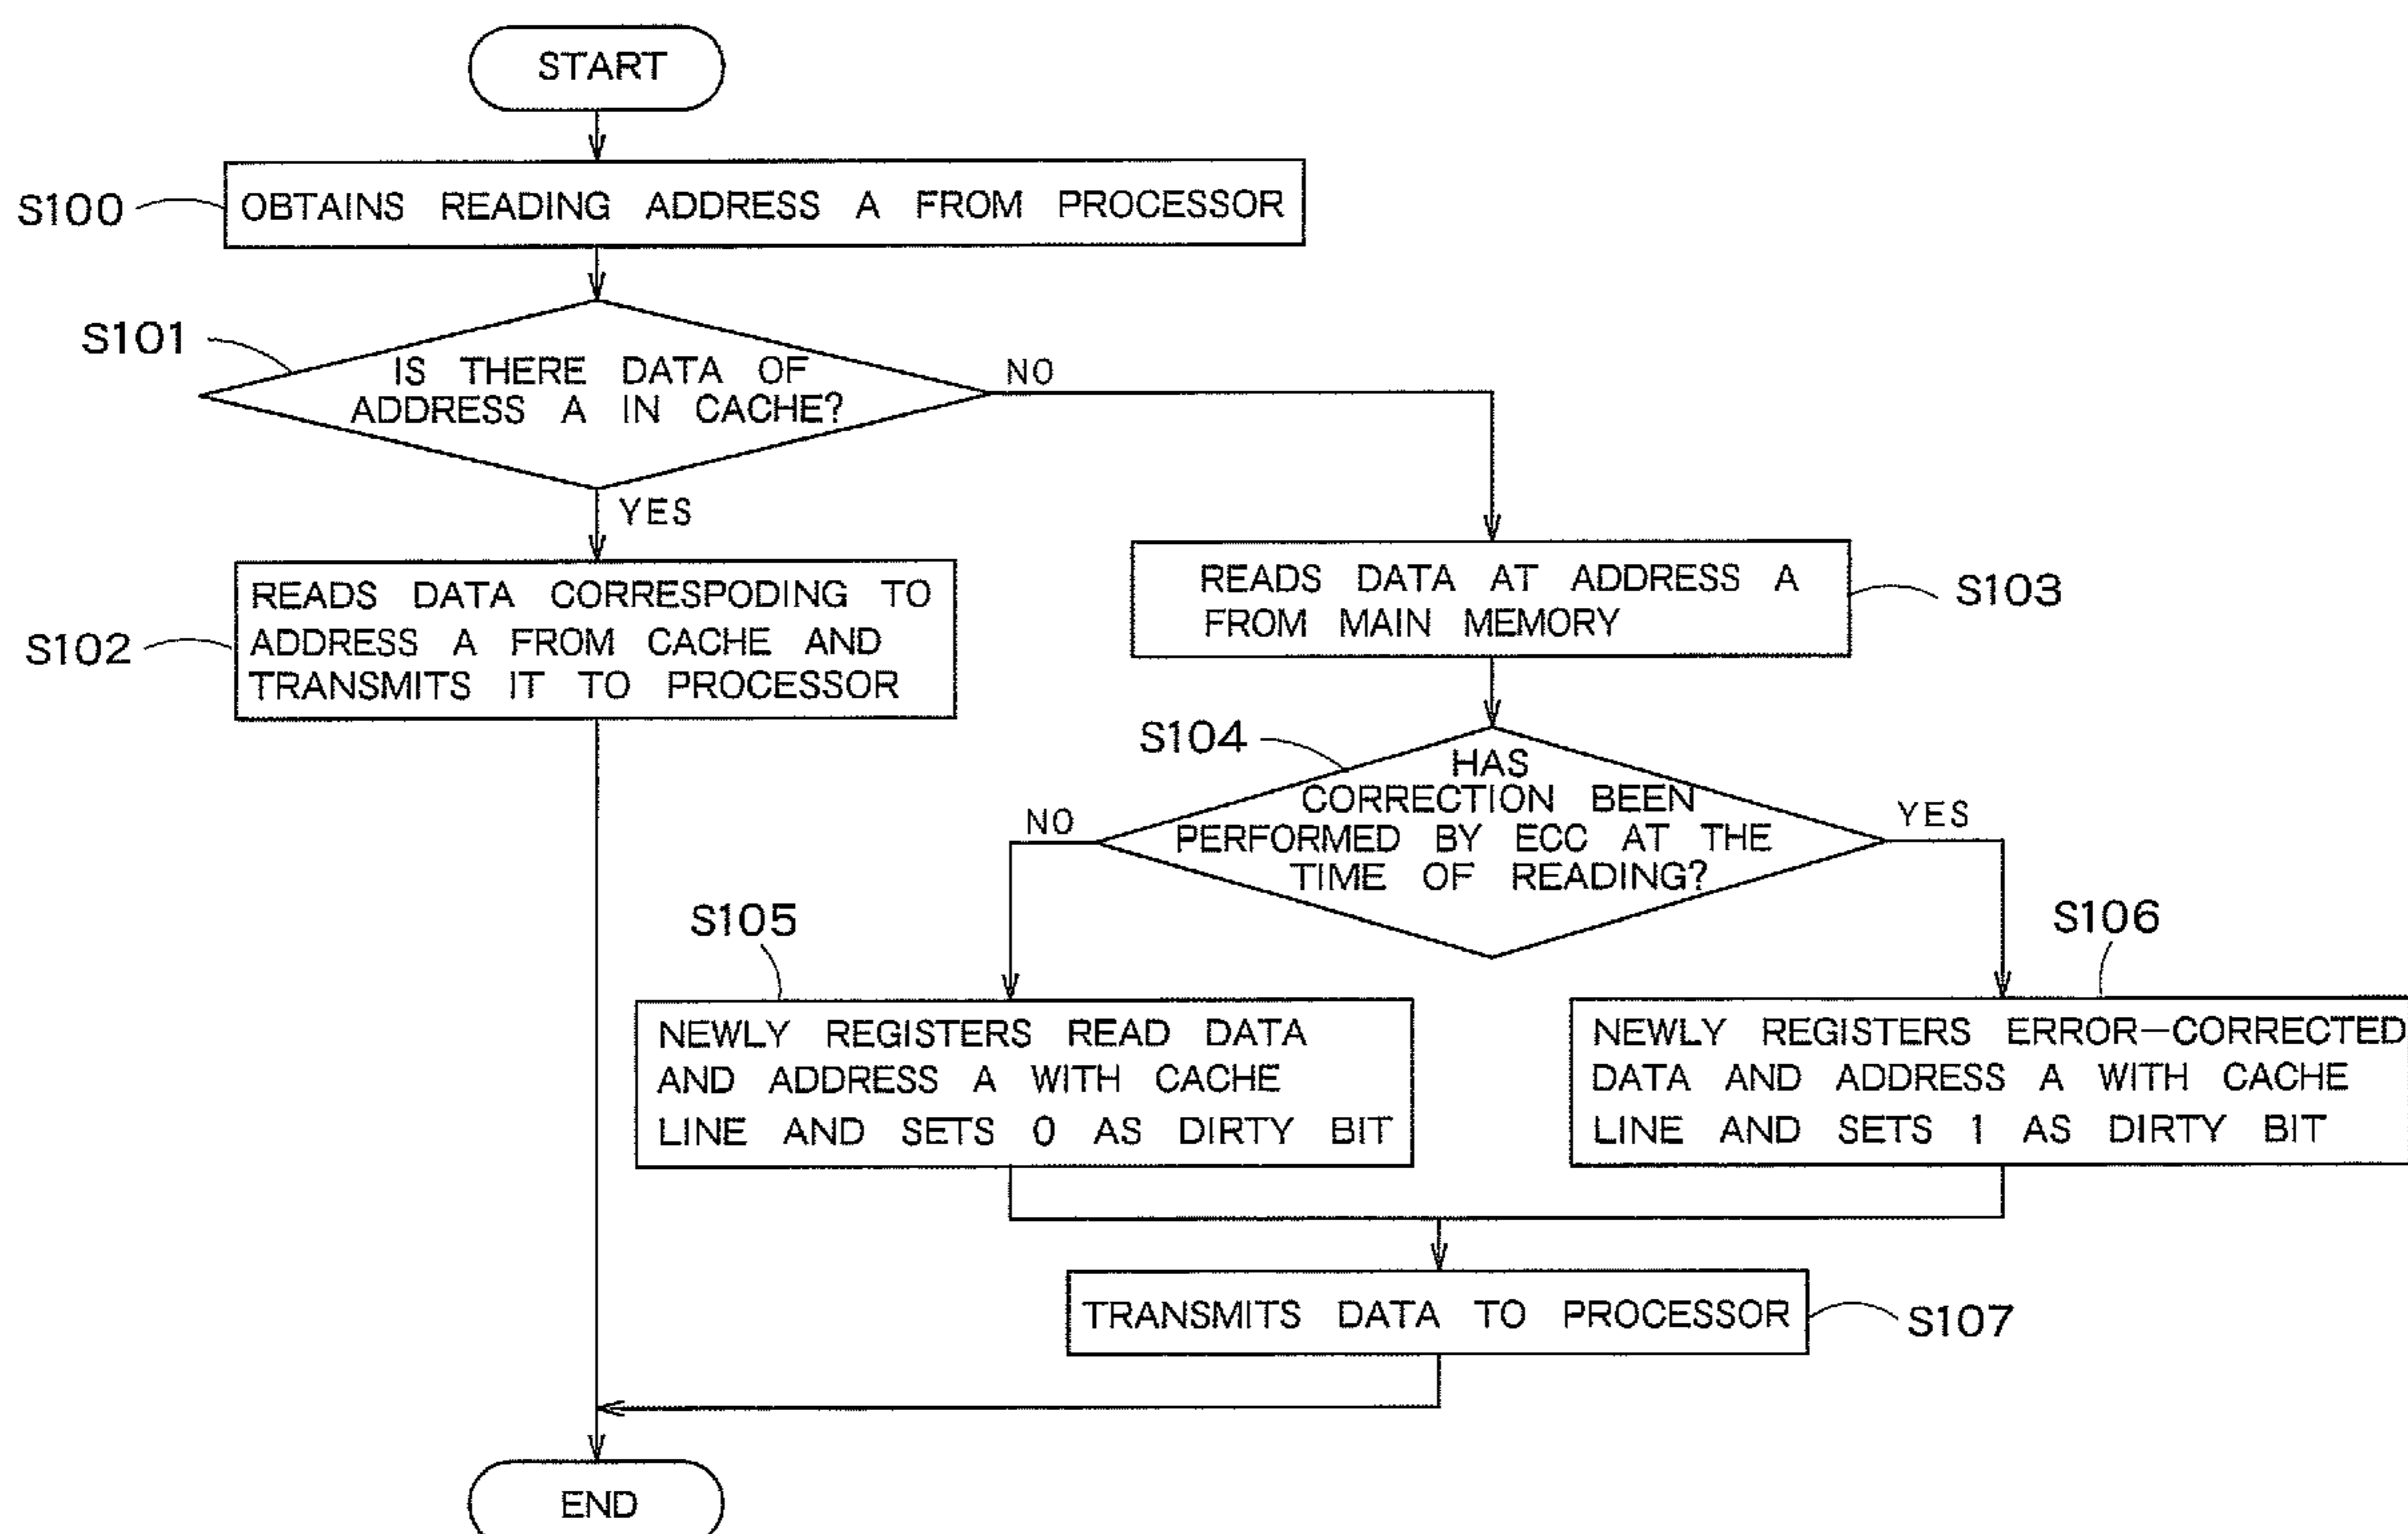 START
S100
OBTAINS READING ADDRESS A FROM PROCESSOR
S101
IS THERE DATA OF
ADDRESS A IN CACHE?
NO
YES
S102
READS DATA CORRESPODING TO
ADDRESS A FROM CACHE AND
TRANSMITS IT TO PROCESSOR
READS DATA AT ADDRESS A
FROM MAIN MEMORY
S103
S104
HAS
CORRECTION BEEN
PERFORMED BY ECC AT THE
TIME OF READING?
NO
YES
S105
NEWLY REGISTERS READ DATA
AND ADDRESS A WITH CACHE
LINE AND SETS 0 AS DIRTY BIT
S106
NEWLY REGISTERS ERROR-CORRECTED
DATA AND ADDRESS A WITH CACHE
LINE AND SETS 1 AS DIRTY BIT
TRANSMITS DATA TO PROCESSOR
S107
END